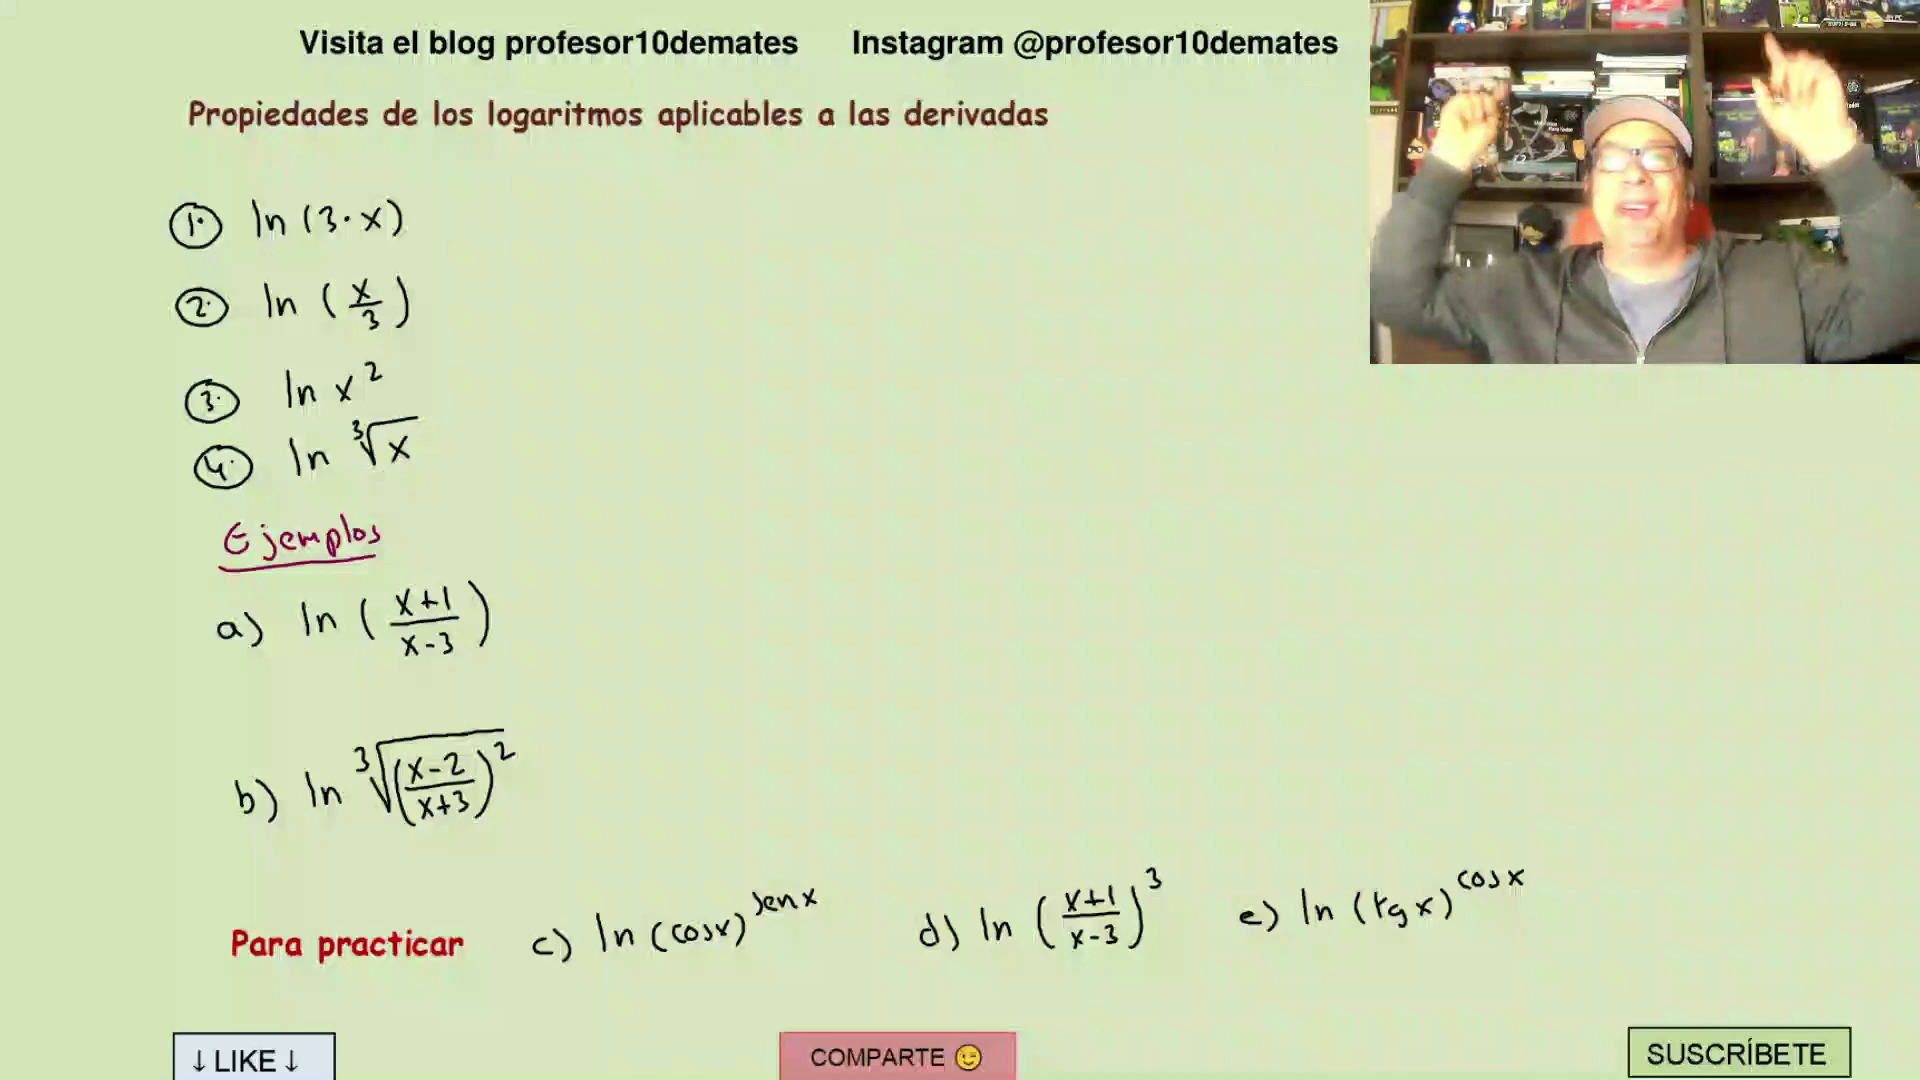 Visita el blog profesor10demates Instagram @profesor10demates
Propiedades de los logaritmos aplicables a las derivadas
1. ln (3·x)
2. ln (x/3)
3. ln x²
4. ln ∛x
Ejemplos
a) ln ((x+1)/(x-3))
b) ln ∛((x-2)/(x+3))²
Para practicar c) ln (cosx)^senx d) ln ((x+1)/(x-3))³ e) ln (tg x)^cosx
↓ LIKE ↓ COMPARTE 😉 SUSCRÍBETE